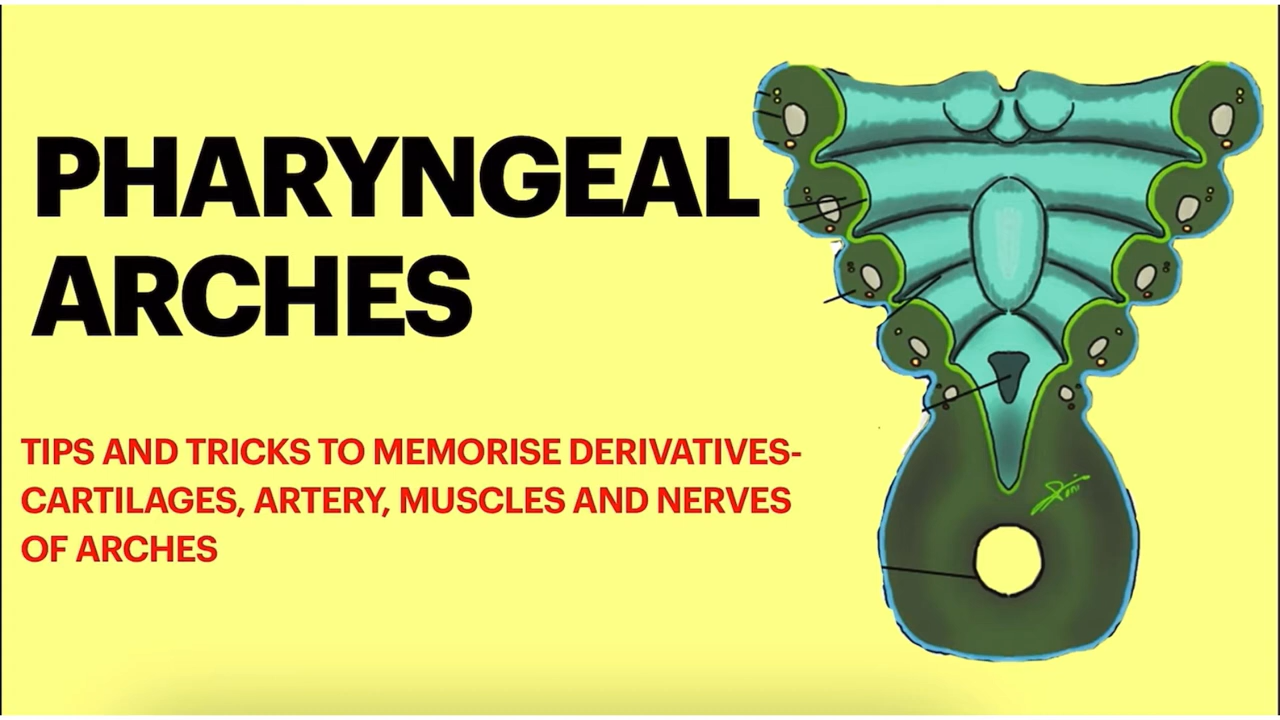 PHARYNGEAL
ARCHES
TIPS AND TRICKS TO MEMORISE DERIVATIVES-
CARTILAGES, ARTERY, MUSCLES AND NERVES
OF ARCHES